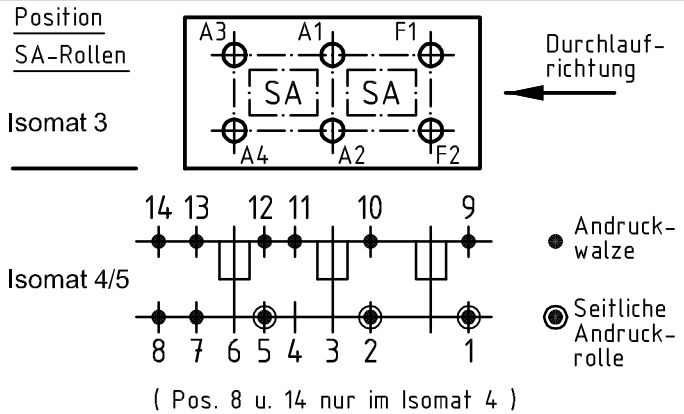 Position
SA-Rollen
A3 A1 F1
SA SA
A4 A2 F2
Durchlauf-
richtung
Isomat 3
14 13 12 11 10 9
Isomat 4/5
8 7 6 5 4 3 2 1
Andruck-
walze
Seitliche
Andruck-
rolle
( Pos. 8 u. 14 nur im Isomat 4 )